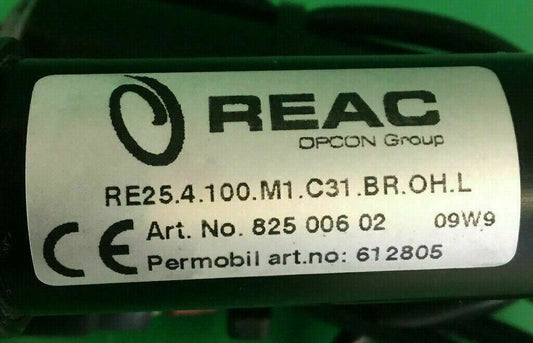 REAC
OPCON Group
RE25.4.100.M1.C31.BR.OH.L
CE Art. No. 825 006 02 09W9
Permobil art.no: 612805